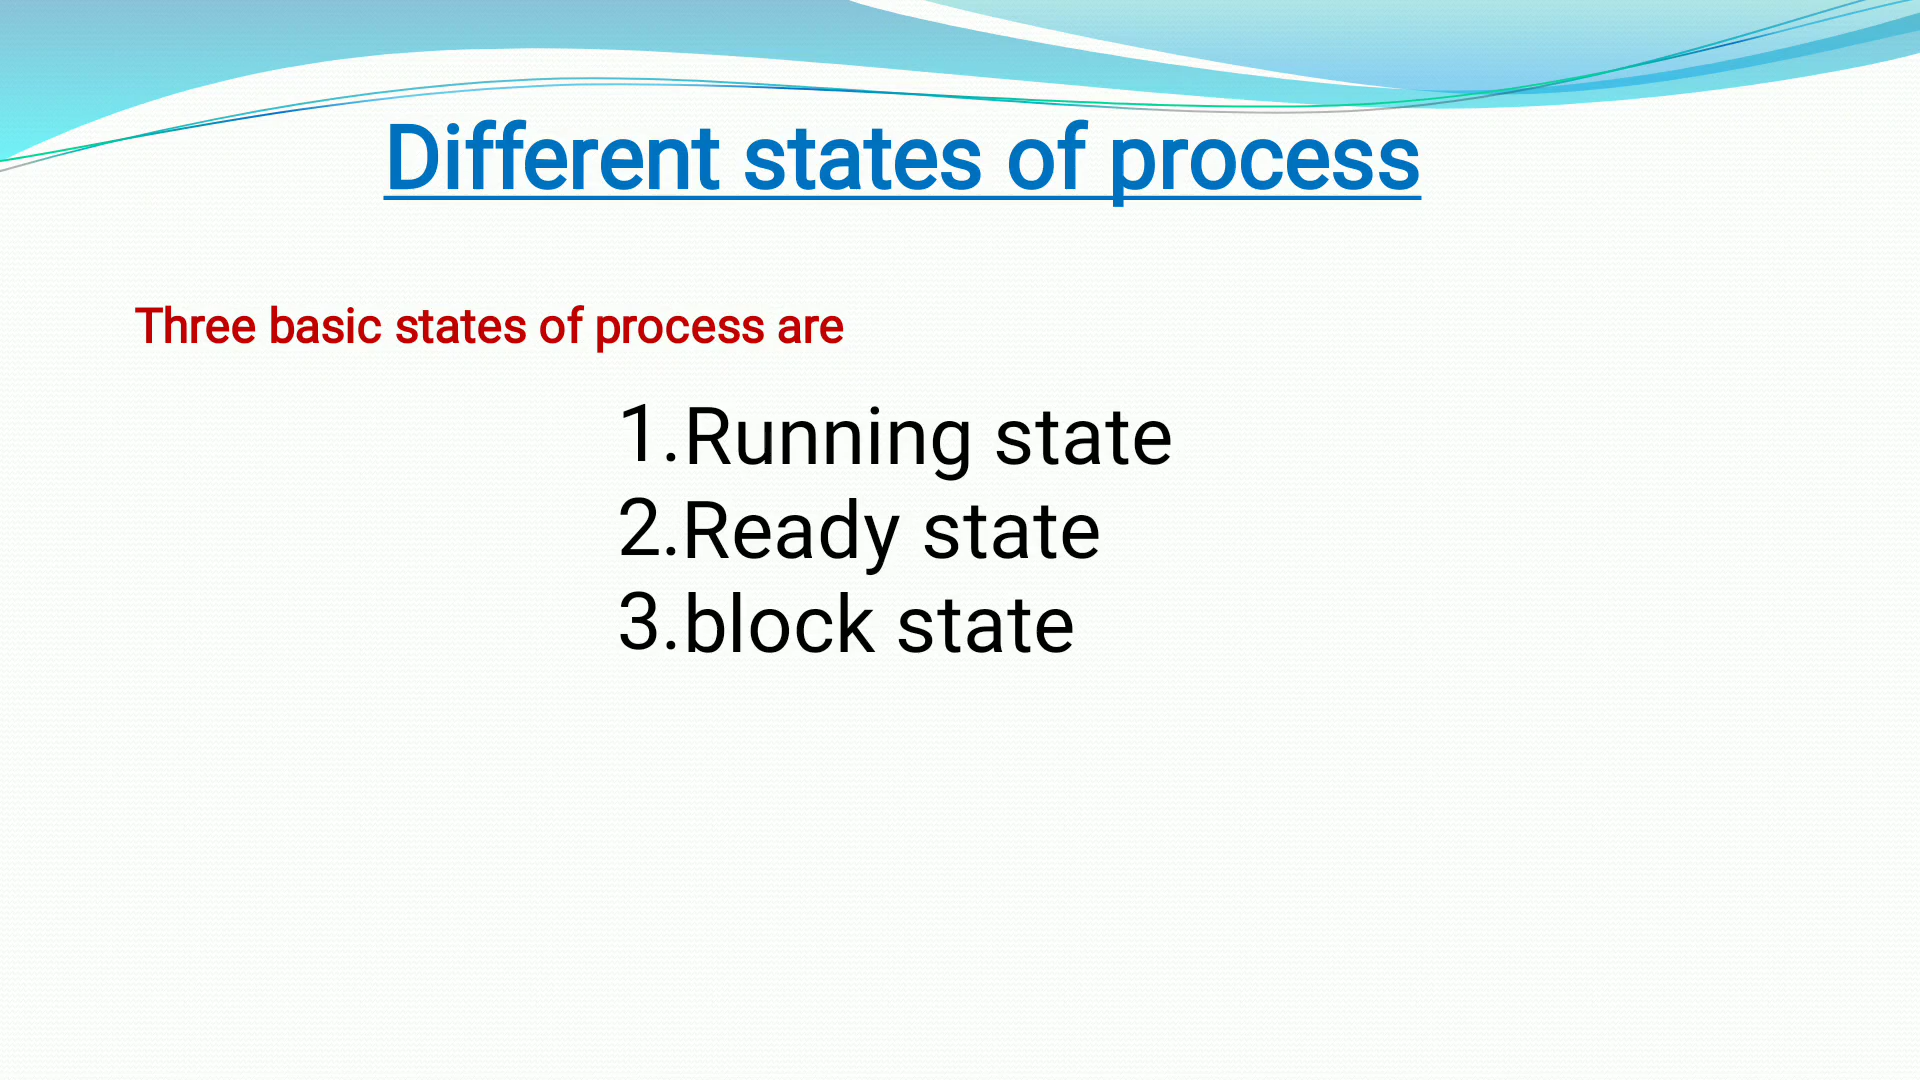 Different states of process
Three basic states of process are
1.Running state
2.Ready state
3.block state